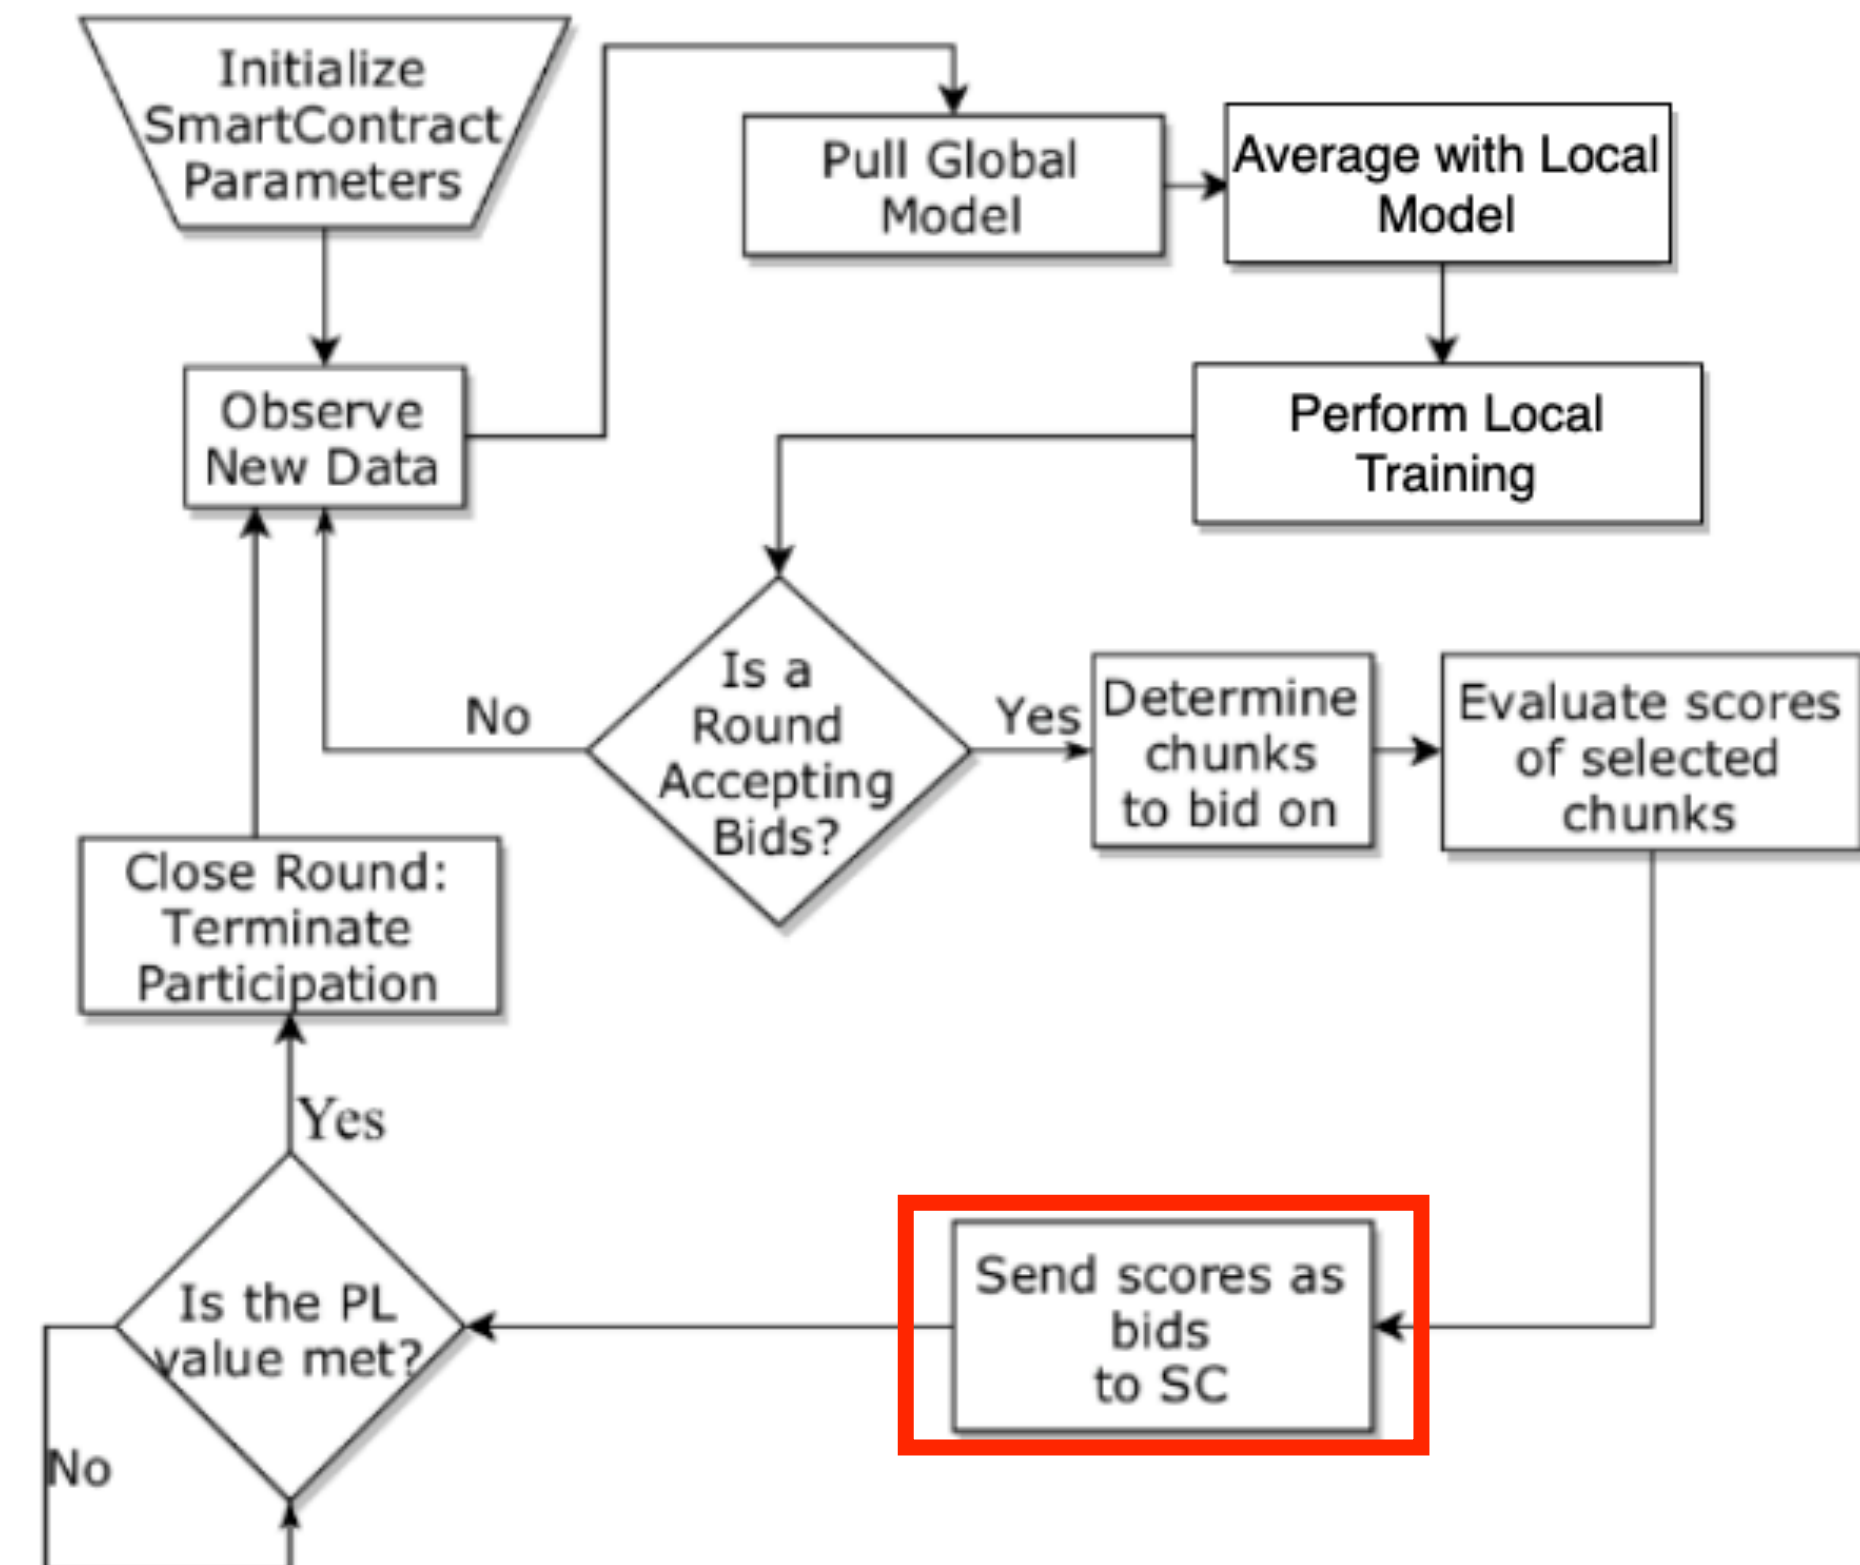 Initialize
SmartContract
Parameters
Pull Global
Model
Average with Local
Model
Observe
New Data
Perform Local
Training
Is a
Round
Accepting
Bids?
No
Yes
Determine
chunks
to bid on
Evaluate scores
of selected
chunks
Close Round:
Terminate
Participation
Yes
Is the PL
value met?
No
Send scores as
bids
to SC